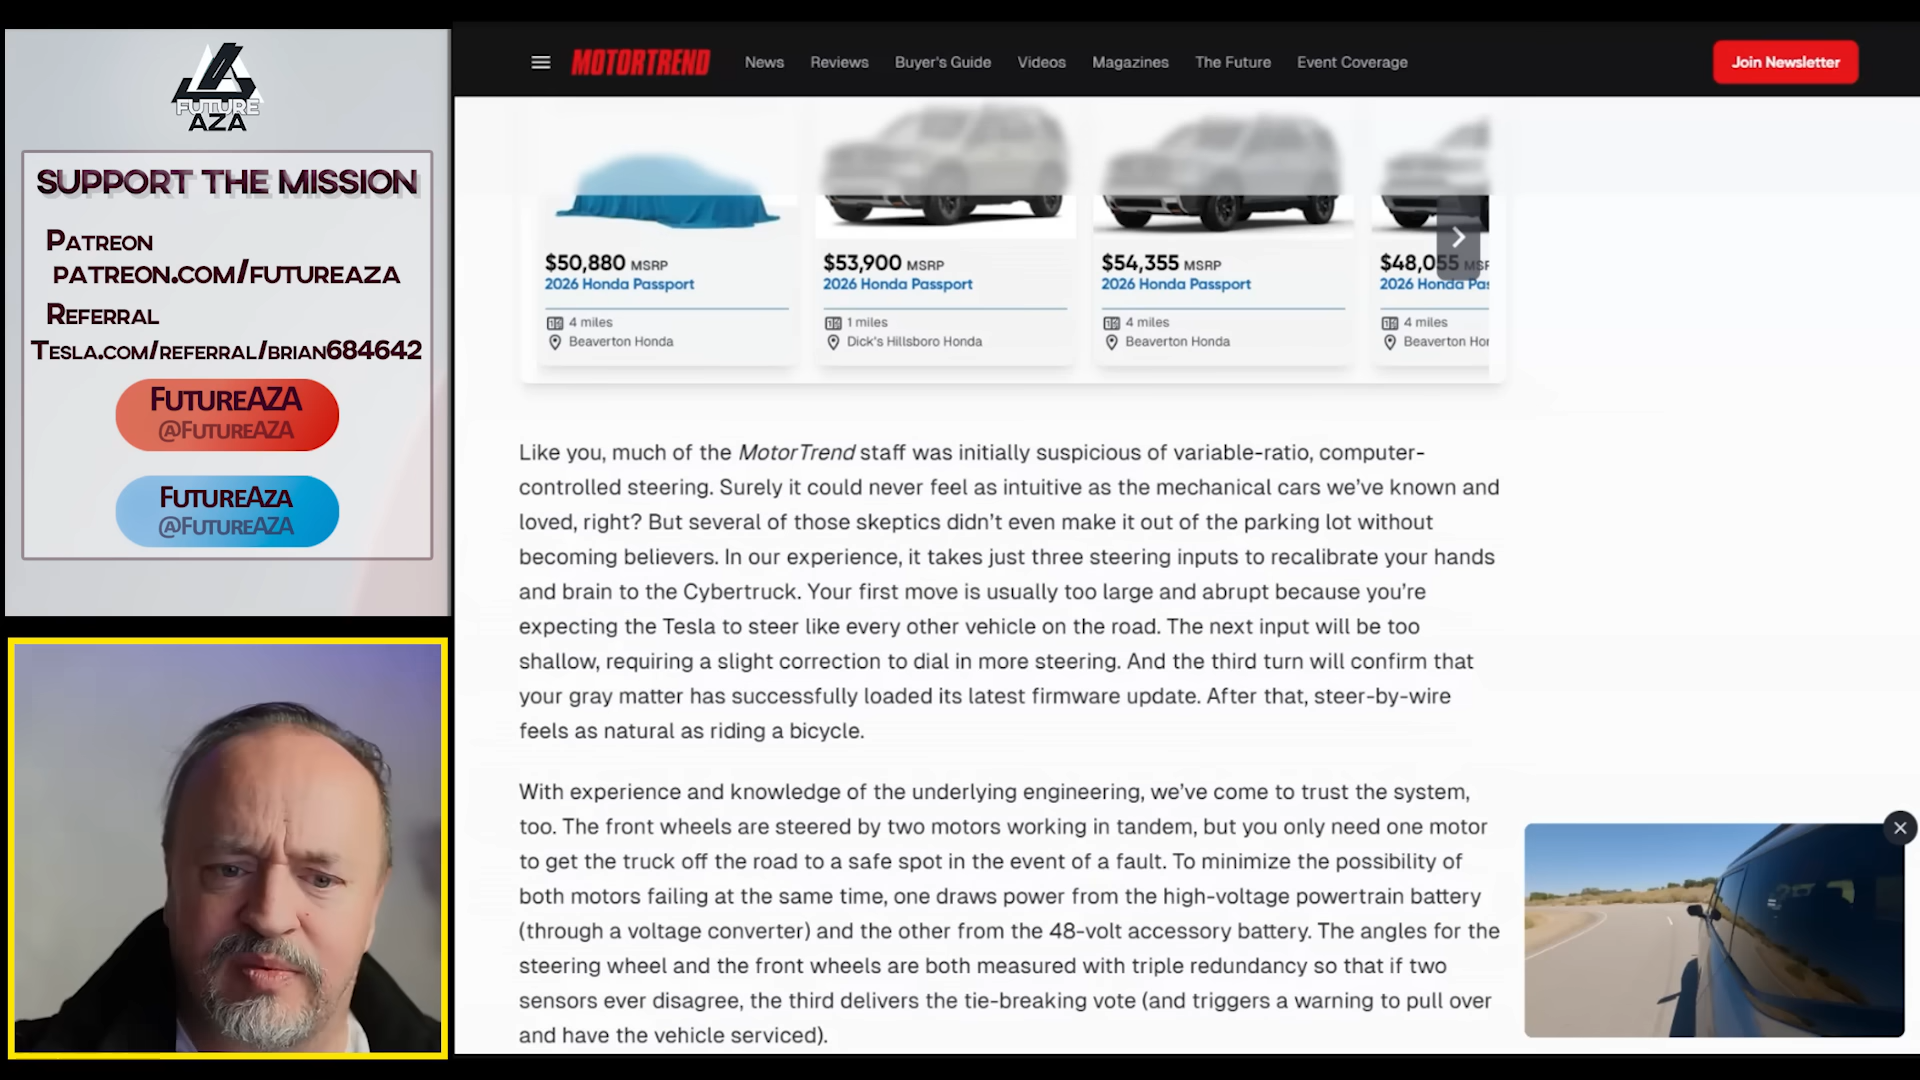 FUTURE
AZA
SUPPORT THE MISSION
PATREON
PATREON.COM/FUTUREAZA
REFERRAL
TESLA.COM/REFERRAL/BRIAN684642
FUTUREAZA
@FUTUREAZA
FUTUREAZA
@FUTUREAZA
MOTORTREND News Reviews Buyer's Guide Videos Magazines The Future Event Coverage Join Newsletter
$50,880 MSRP
2026 Honda Passport
4 miles
Beaverton Honda
$53,900 MSRP
2026 Honda Passport
1 miles
Dick's Hillsboro Honda
$54,355 MSRP
2026 Honda Passport
4 miles
Beaverton Honda
$48,055
2026 Honda Pas
4 miles
Beaverton Hor
Like you, much of the MotorTrend staff was initially suspicious of variable-ratio, computer-
controlled steering. Surely it could never feel as intuitive as the mechanical cars we’ve known and
loved, right? But several of those skeptics didn’t even make it out of the parking lot without
becoming believers. In our experience, it takes just three steering inputs to recalibrate your hands
and brain to the Cybertruck. Your first move is usually too large and abrupt because you’re
expecting the Tesla to steer like every other vehicle on the road. The next input will be too
shallow, requiring a slight correction to dial in more steering. And the third turn will confirm that
your gray matter has successfully loaded its latest firmware update. After that, steer-by-wire
feels as natural as riding a bicycle.
With experience and knowledge of the underlying engineering, we’ve come to trust the system,
too. The front wheels are steered by two motors working in tandem, but you only need one motor
to get the truck off the road to a safe spot in the event of a fault. To minimize the possibility of
both motors failing at the same time, one draws power from the high-voltage powertrain battery
(through a voltage converter) and the other from the 48-volt accessory battery. The angles for the
steering wheel and the front wheels are both measured with triple redundancy so that if two
sensors ever disagree, the third delivers the tie-breaking vote (and triggers a warning to pull over
and have the vehicle serviced).